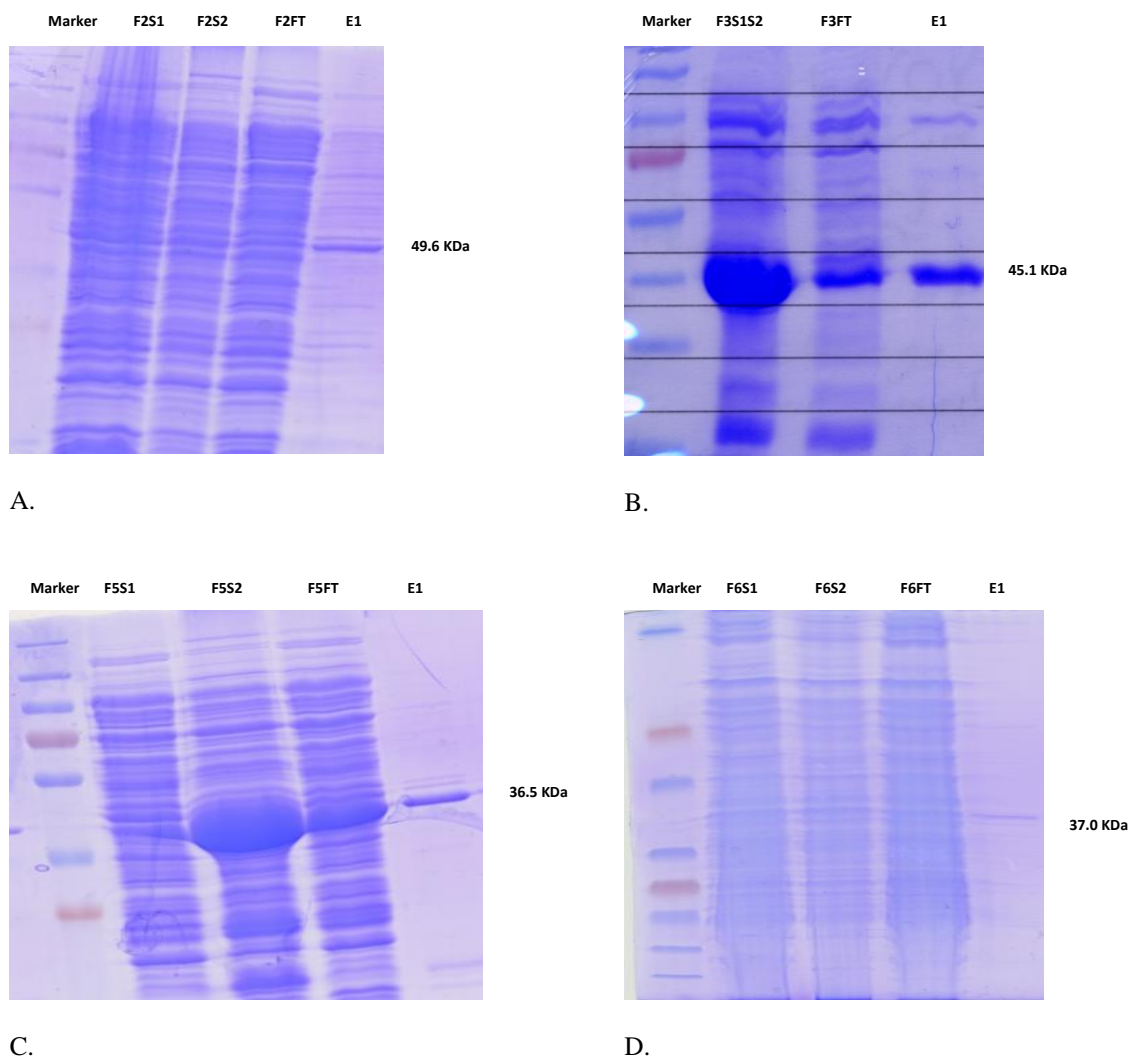 Marker F2S1 F2S2 F2FT E1
49.6 KDa
A.
Marker F3S1S2 F3FT E1
45.1 KDa
B.
Marker F5S1 F5S2 F5FT E1
36.5 KDa
C.
Marker F6S1 F6S2 F6FT E1
37.0 KDa
D.